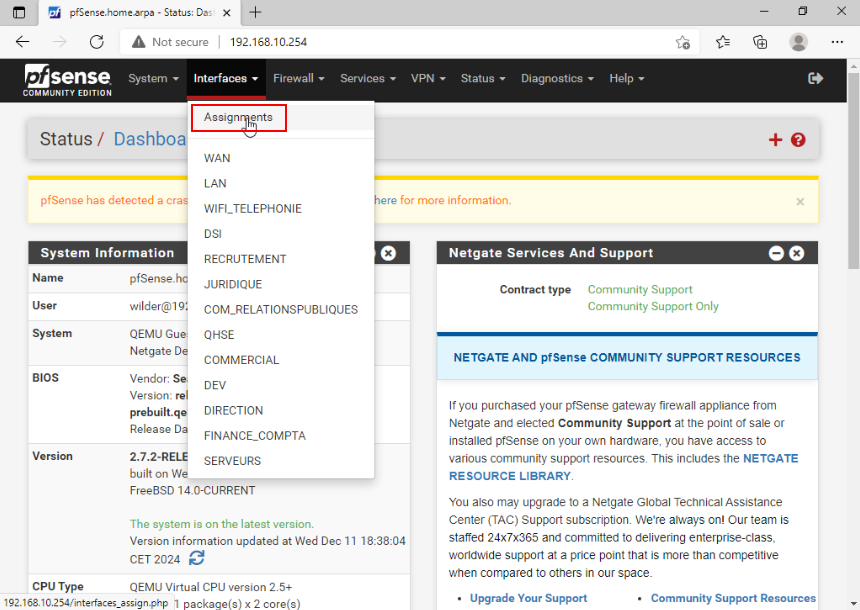 pfSense.home.arpa - Status: Das
Not secure
192.168.10.254
pfsense
COMMUNITY EDITION
System
Interfaces
Firewall
Services
VPN
Status
Diagnostics
Help
Status / Dashboa
Assignments
WAN
LAN
WIFI_TELEPHONIE
DSI
RECRUTEMENT
JURIDIQUE
COM_RELATIONSPUBLIQUES
QHSE
COMMERCIAL
DEV
DIRECTION
FINANCE_COMPTA
SERVEURS
pfSense has detected a cras
here for more information.
System Information
Name
pfSense.ho
User
wilder@192
System
QEMU Gues
Netgate De
BIOS
Vendor: Sea
Version: rel
prebuilt.qe
Release Da
Version
2.7.2-RELE
built on We
FreeBSD 14.0-CURRENT
The system is on the latest version.
Version information updated at Wed Dec 11 18:38:04
CET 2024
CPU Type
QEMU Virtual CPU version 2.5+
1 package(s) x 2 core(s)
Netgate Services And Support
Contract type
Community Support
Community Support Only
NETGATE AND pfSense COMMUNITY SUPPORT RESOURCES
If you purchased your pfSense gateway firewall appliance from
Netgate and elected Community Support at the point of sale or
installed pfSense on your own hardware, you have access to
various community support resources. This includes the NETGATE
RESOURCE LIBRARY.
You also may upgrade to a Netgate Global Technical Assistance
Center (TAC) Support subscription. We're always on! Our team is
staffed 24x7x365 and committed to delivering enterprise-class,
worldwide support at a price point that is more than competitive
when compared to others in our space.
Upgrade Your Support
Community Support Resources
192.168.10.254/interfaces_assign.php